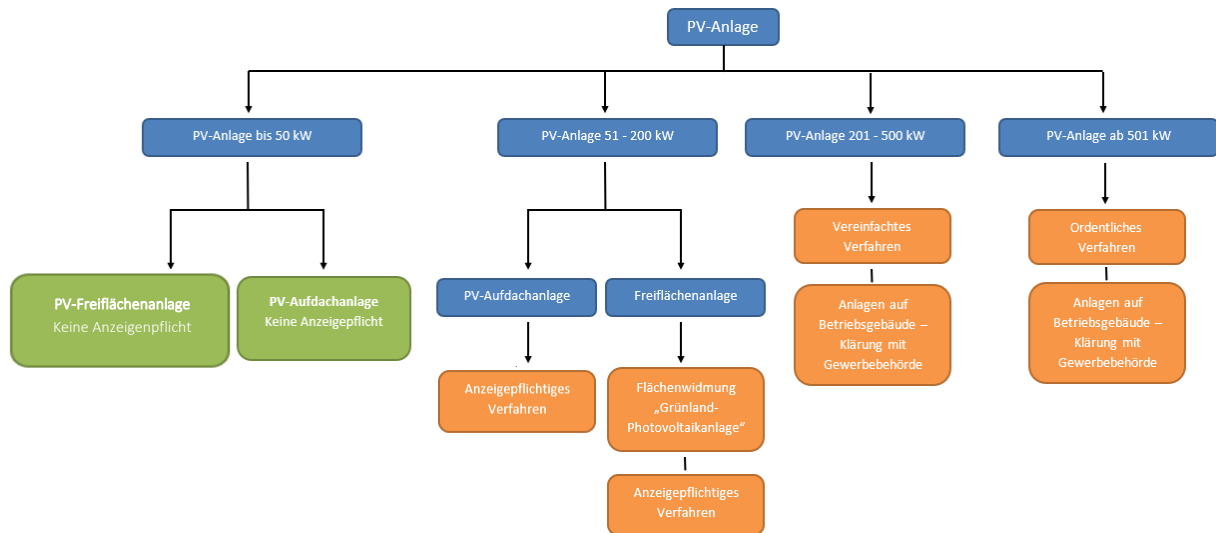 PV-Anlage
PV-Anlage bis 50 kW
PV-Anlage 51 - 200 kW
PV-Anlage 201 - 500 kW
PV-Anlage ab 501 kW
PV-Freiflächenanlage
Keine Anzeigenpflicht
PV-Aufdachanlage
Keine Anzeigepflicht
PV-Aufdachanlage
Freiflächenanlage
Vereinfachtes
Verfahren
Ordentliches
Verfahren
Anlagen auf
Betriebsgebäude –
Klärung mit
Gewerbebehörde
Anlagen auf
Betriebsgebäude –
Klärung mit
Gewerbebehörde
Anzeigepflichtiges
Verfahren
Flächenwidmung
„Grünland-
Photovoltaikanlage“
Anzeigepflichtiges
Verfahren